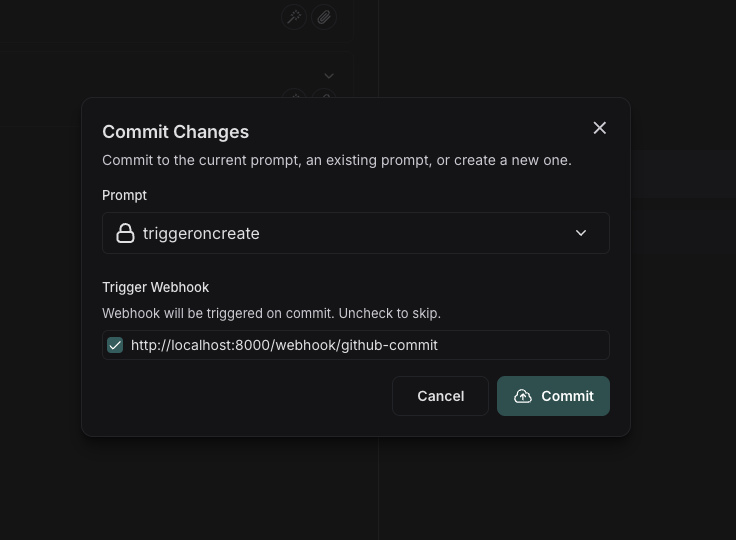 Commit Changes
Commit to the current prompt, an existing prompt, or create a new one.
Prompt
triggeroncreate
Trigger Webhook
Webhook will be triggered on commit. Uncheck to skip.
http://localhost:8000/webhook/github-commit
Cancel
Commit